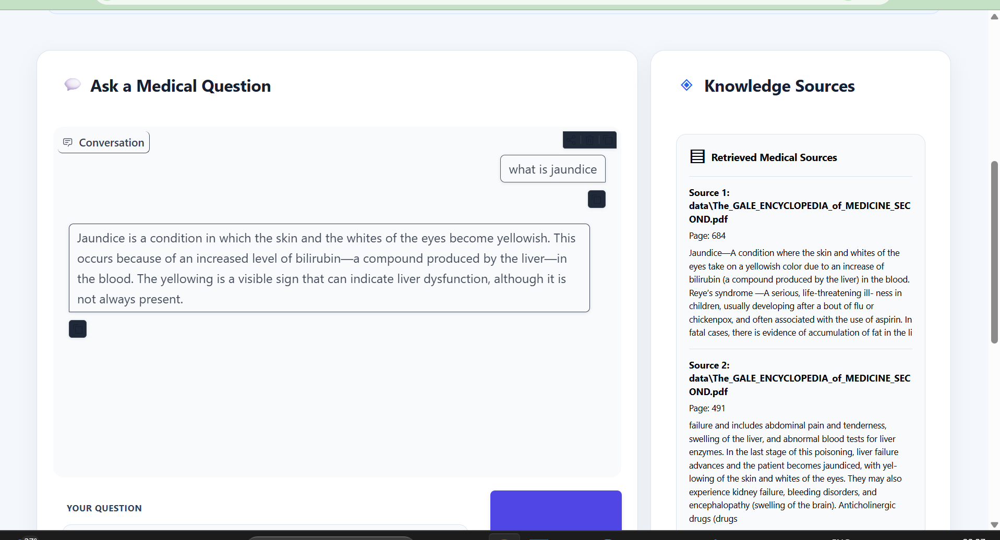 Ask a Medical Question
Conversation
what is jaundice
Jaundice is a condition in which the skin and the whites of the eyes become yellowish. This
occurs because of an increased level of bilirubin—a compound produced by the liver—in
the blood. The yellowing is a visible sign that can indicate liver dysfunction, although it is
not always present.
YOUR QUESTION
Knowledge Sources
Retrieved Medical Sources
Source 1:
data\The_GALE_ENCYCLOPEDIA_of_MEDICINE_SEC
OND.pdf
Page: 684
Jaundice—A condition where the skin and whites of the
eyes take on a yellowish color due to an increase of
bilirubin (a compound produced by the liver) in the blood.
Reye’s syndrome —A serious, life-threatening ill- ness in
children, usually developing after a bout of flu or
chickenpox, and often associated with the use of aspirin. In
fatal cases, there is evidence of accumulation of fat in the li
Source 2:
data\The_GALE_ENCYCLOPEDIA_of_MEDICINE_SEC
OND.pdf
Page: 491
failure and includes abdominal pain and tenderness,
swelling of the liver, and abnormal blood tests for liver
enzymes. In the last stage of this poisoning, liver failure
advances and the patient becomes jaundiced, with yel-
lowing of the skin and whites of the eyes. They may also
experience kidney failure, bleeding disorders, and
encephalopathy (swelling of the brain). Anticholinergic
drugs (drugs